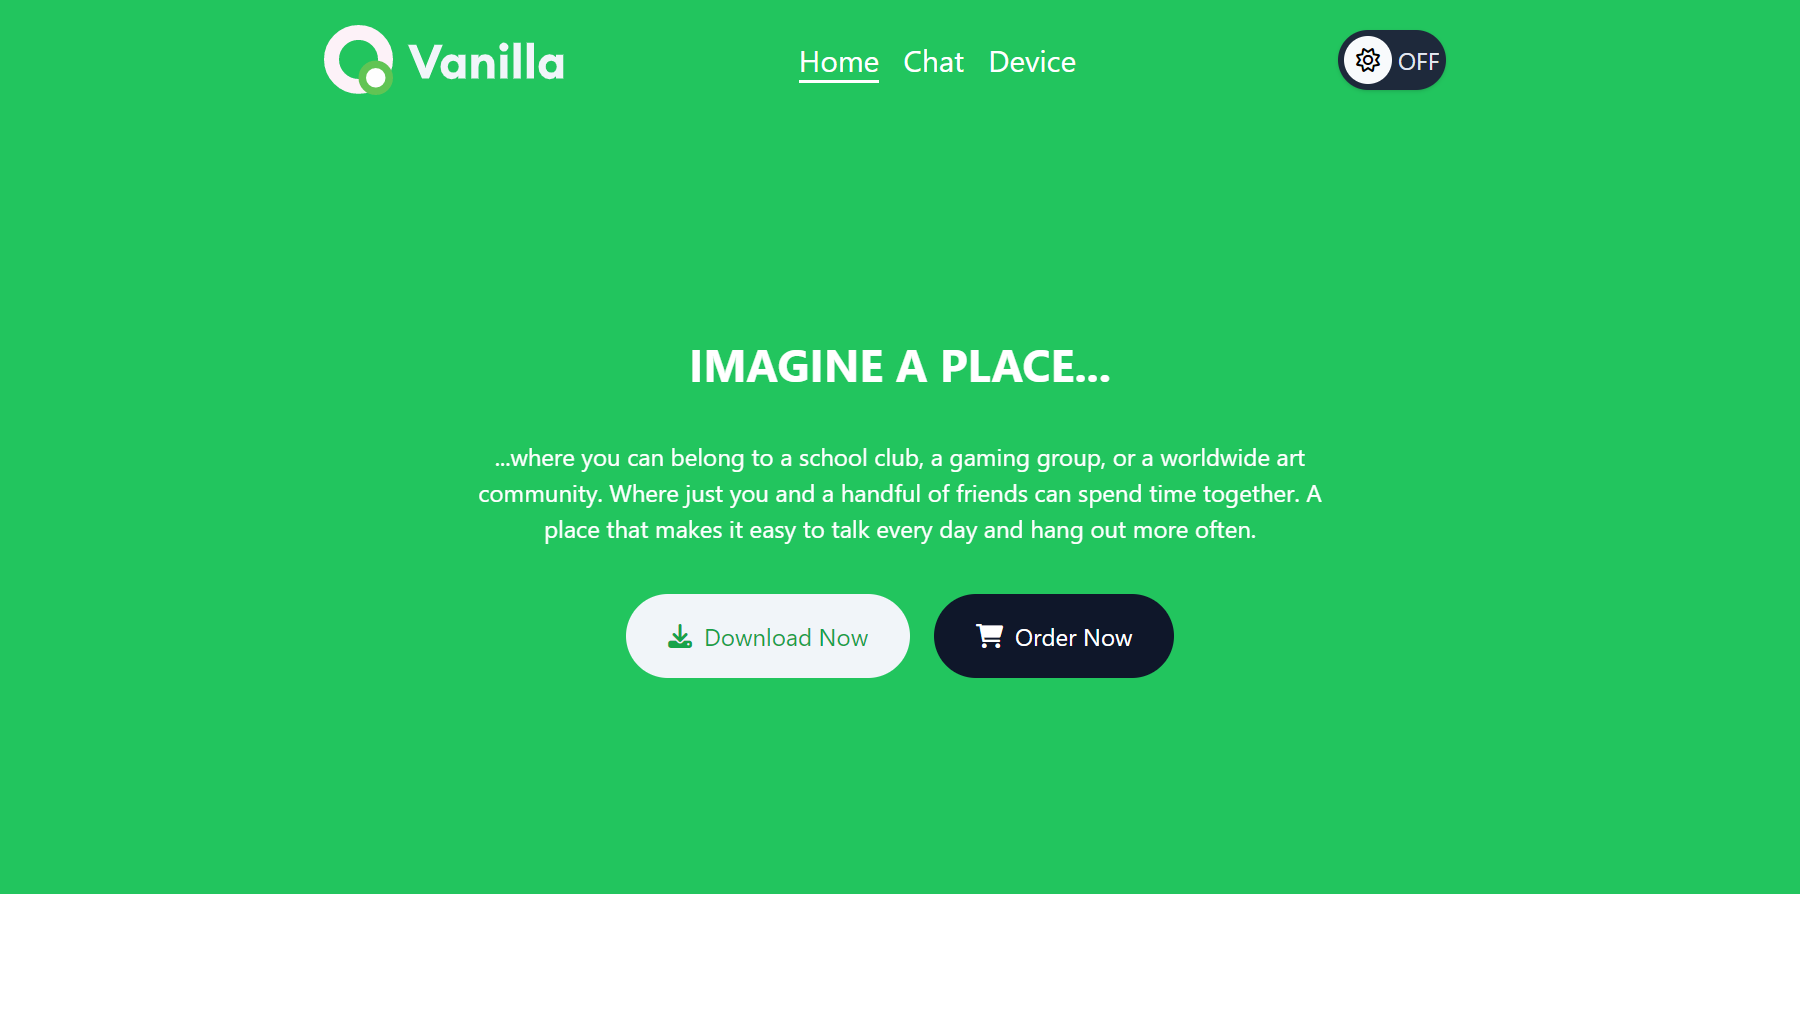 Vanilla
Home Chat Device
OFF
IMAGINE A PLACE...
...where you can belong to a school club, a gaming group, or a worldwide art
community. Where just you and a handful of friends can spend time together. A
place that makes it easy to talk every day and hang out more often.
Download Now
Order Now